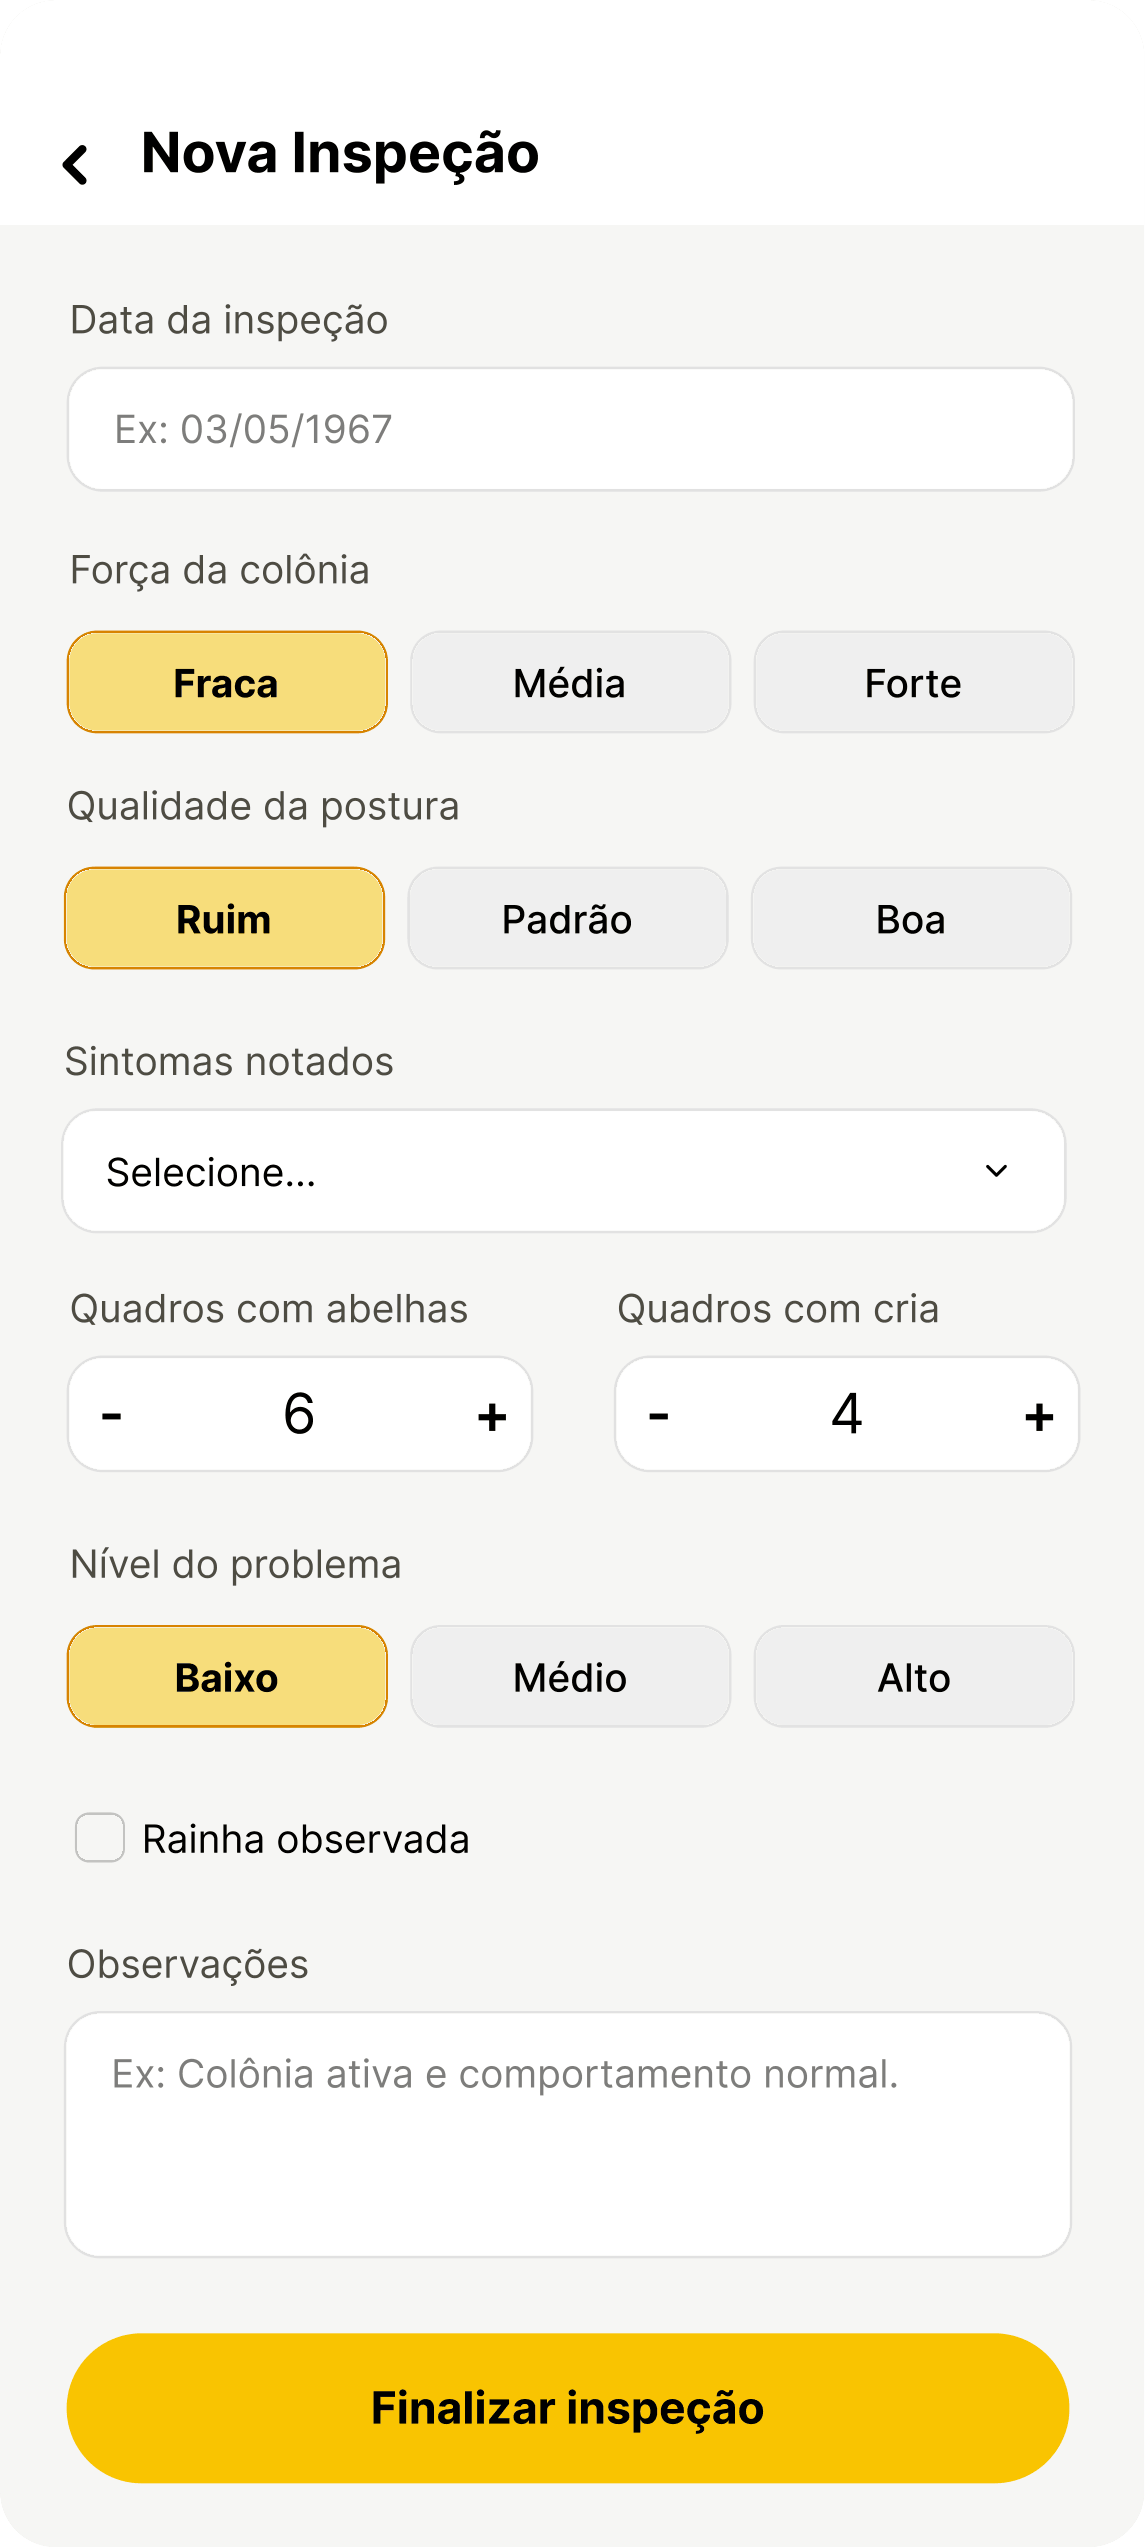 Nova Inspeção
Data da inspeção
Ex: 03/05/1967
Força da colônia
Fraca Média Forte
Qualidade da postura
Ruim Padrão Boa
Sintomas notados
Selecione...
Quadros com abelhas Quadros com cria
- 6 + - 4 +
Nível do problema
Baixo Médio Alto
Rainha observada
Observações
Ex: Colônia ativa e comportamento normal.
Finalizar inspeção